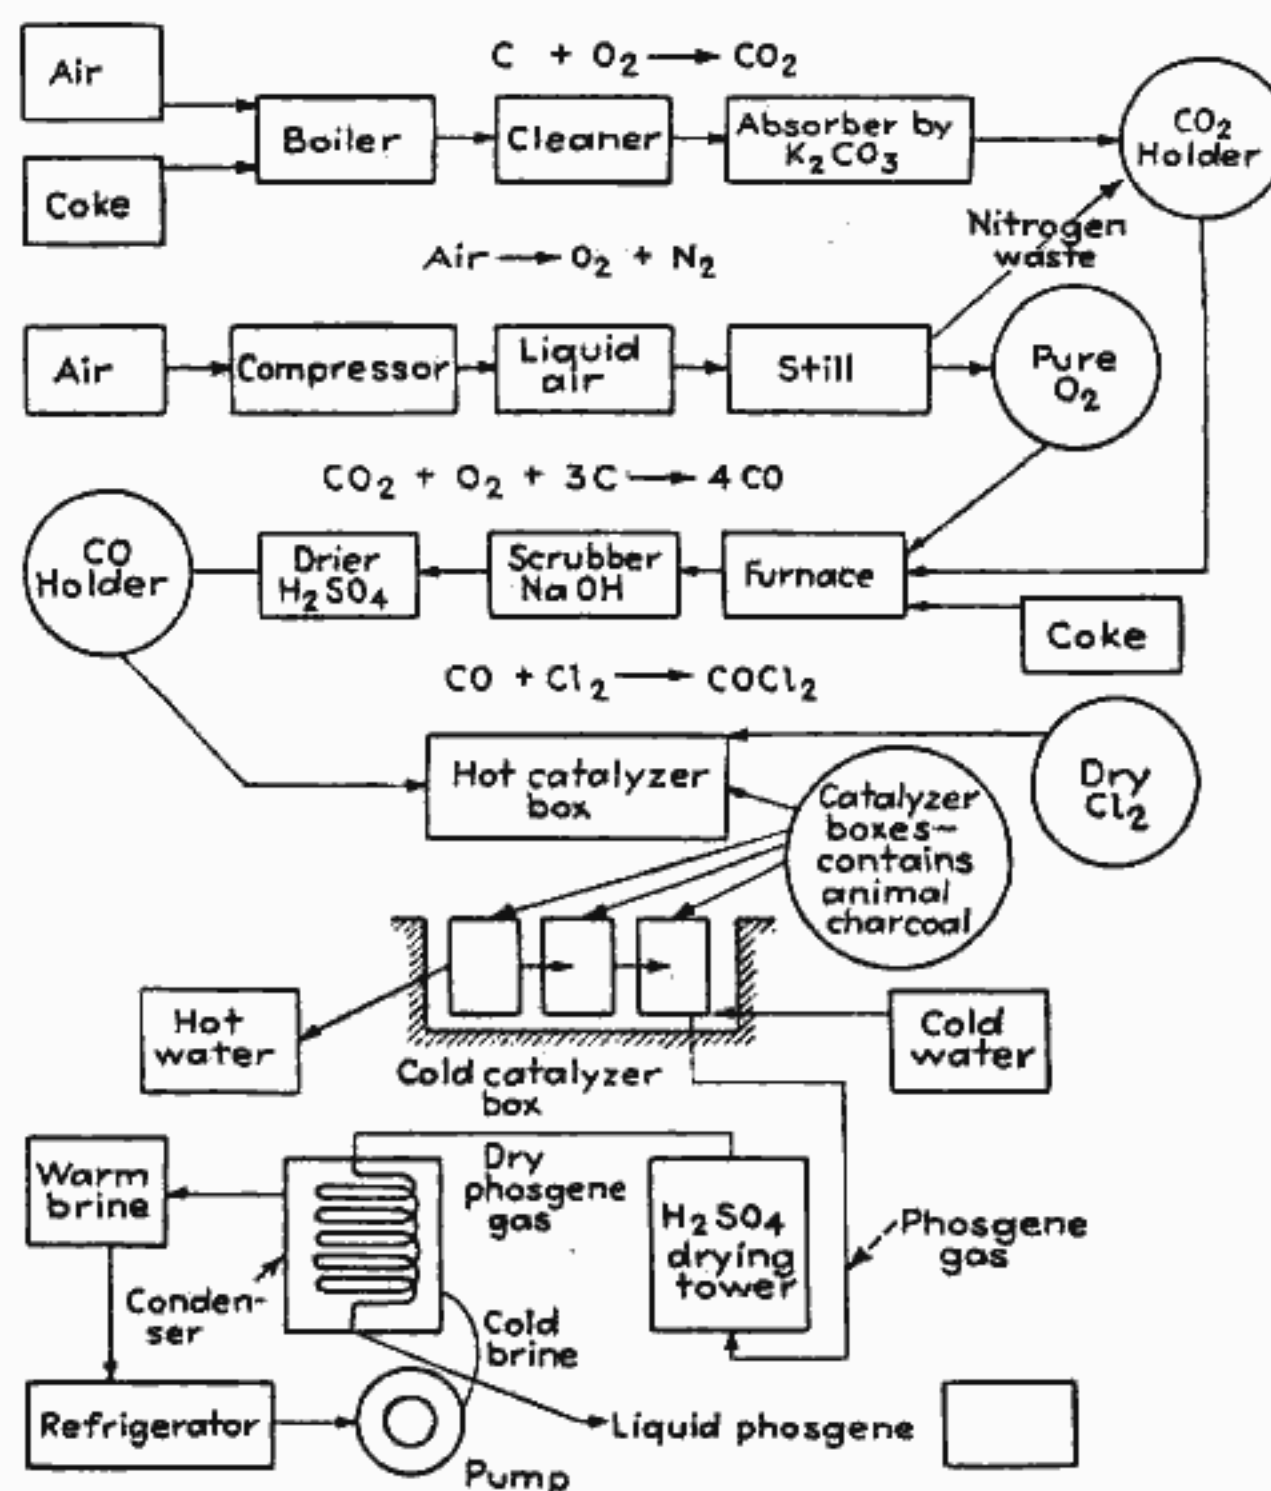 C + O2 → CO2
Air
Coke
Boiler
Cleaner
Absorber by
K2CO3
CO2
Holder
Nitrogen
waste
Air → O2 + N2
Air
Compressor
Liquid
air
Still
Pure
O2
CO2 + O2 + 3C → 4CO
CO
Holder
Drier
H2SO4
Scrubber
NaOH
Furnace
Coke
CO + Cl2 → COCl2
Hot catalyzer
box
Dry
Cl2
Catalyzer
boxes—
contains
animal
charcoal
Hot
water
Cold
water
Cold catalyzer
box
Warm
brine
Dry
phosgene
gas
H2SO4
drying
tower
Phosgene
gas
Conden-
ser
Cold
brine
Refrigerator
Pump
Liquid phosgene